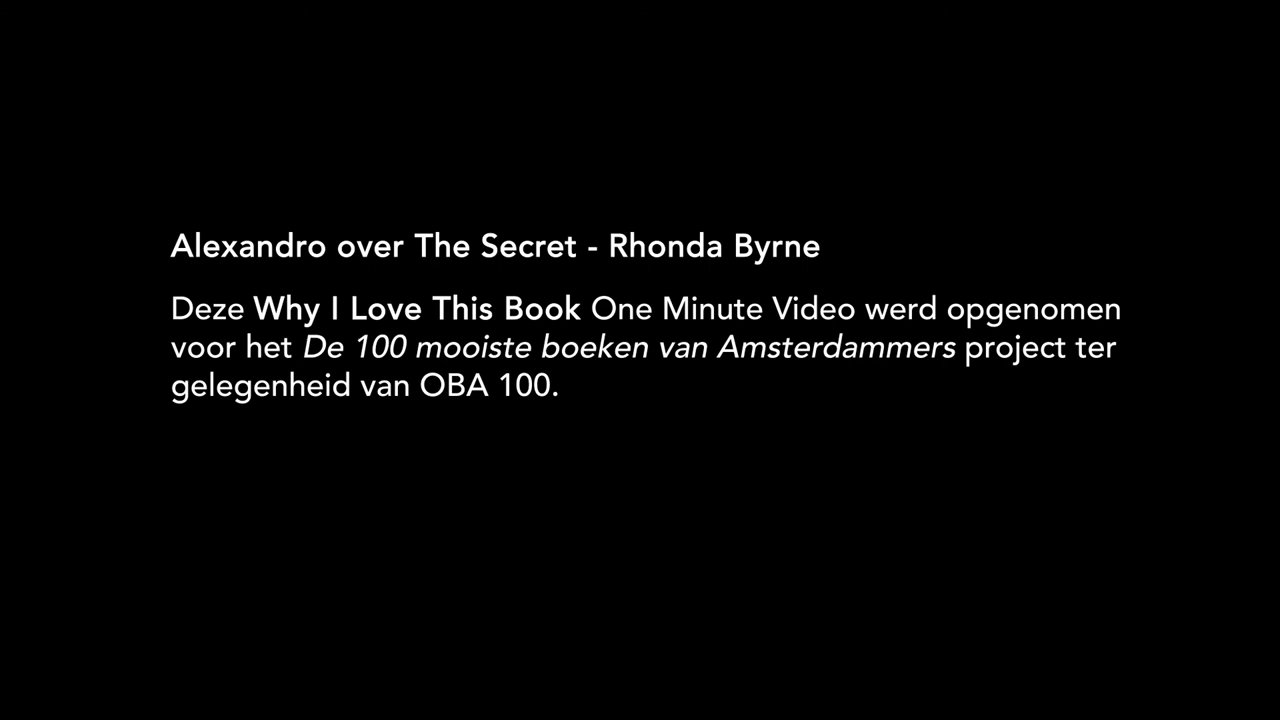 Alexandro over The Secret - Rhonda Byrne
Deze Why I Love This Book One Minute Video werd opgenomen
voor het De 100 mooiste boeken van Amsterdammers project ter
gelegenheid van OBA 100.